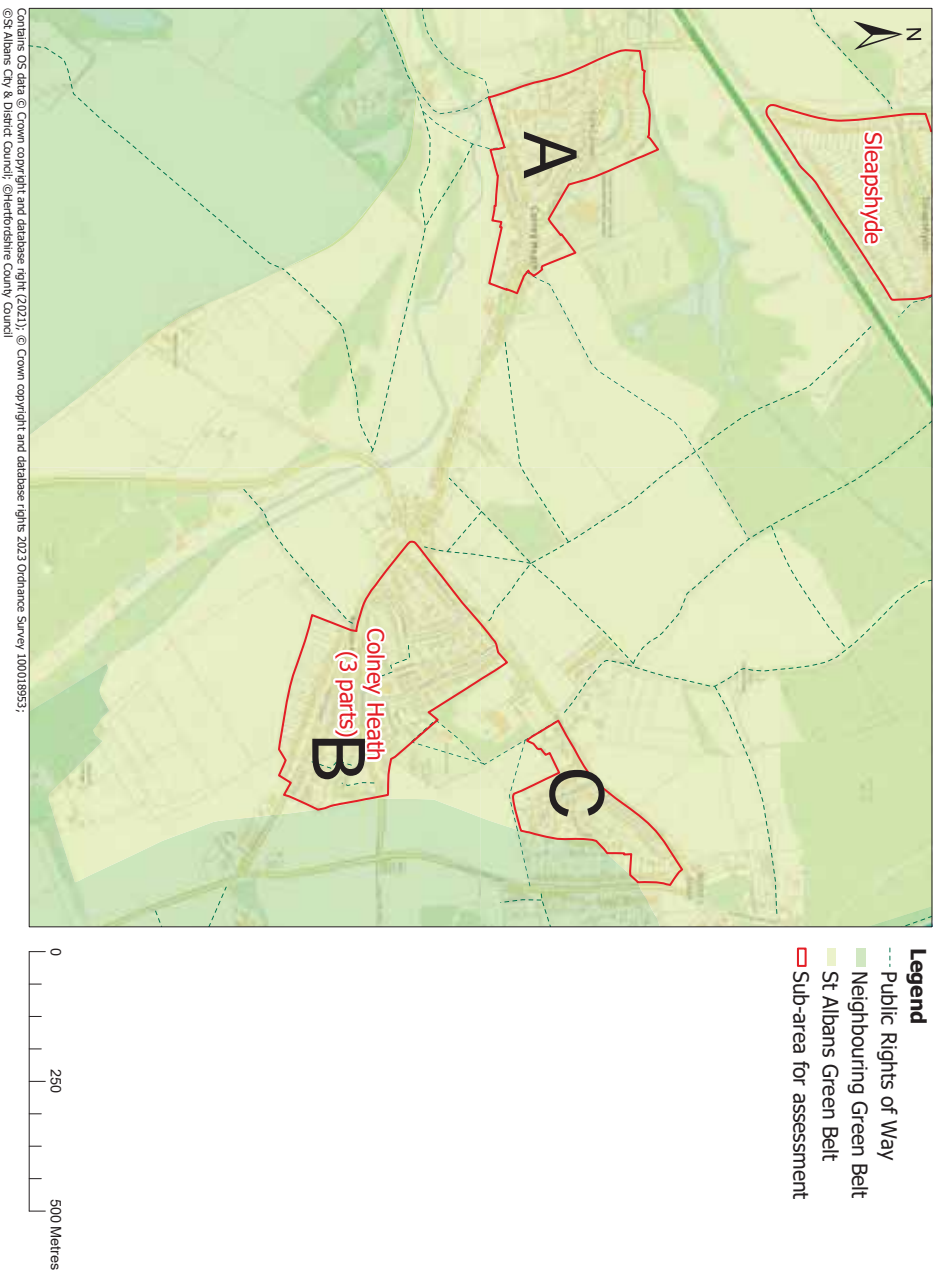 N
Sleapshyde
A
Colney Heath
Colney Heath
(3 parts)
B
C
Legend
Public Rights of Way
Neighbouring Green Belt
St Albans Green Belt
Sub-area for assessment
0
250
500 Metres
Contains OS data © Crown copyright and database right (2021); © Crown copyright and database rights 2023 Ordnance Survey 100018953;
©St Albans City & District Council; ©Hertfordshire County Council